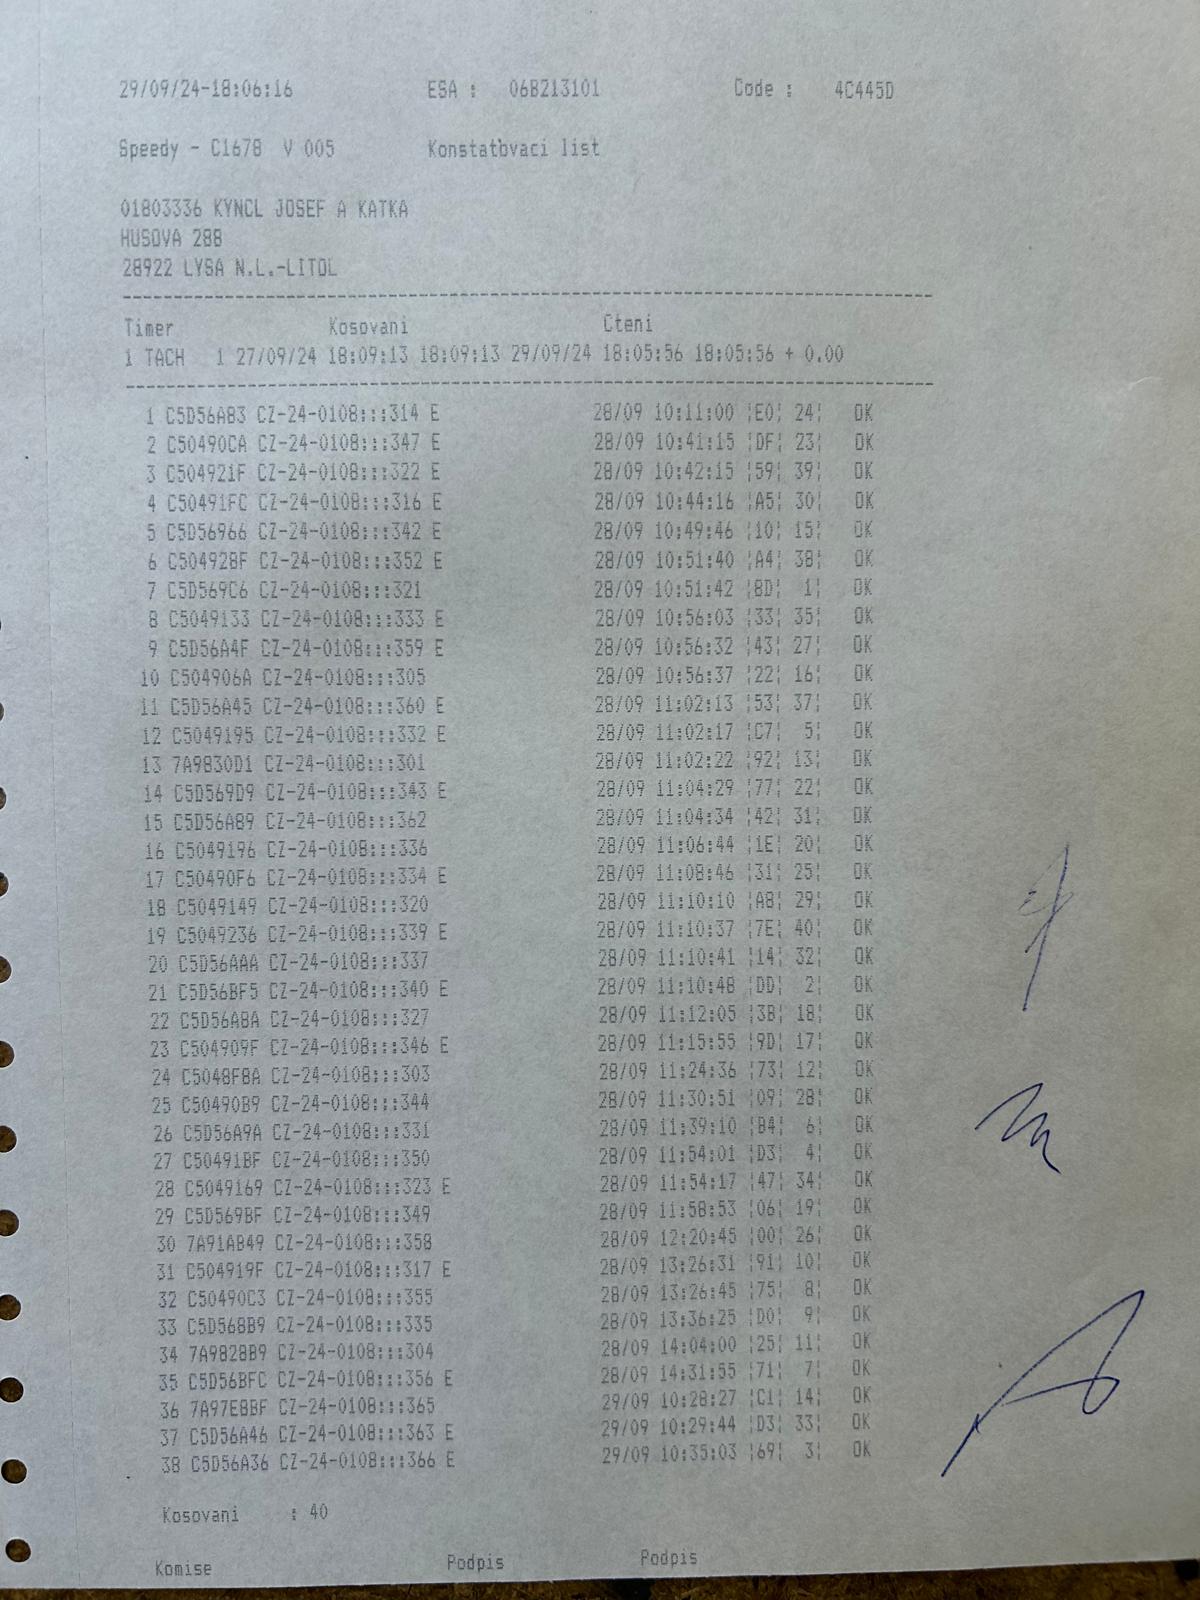 29/09/24-18:06:16 ESA : 06B213101 Code : 4C445D
Speedy - C1678 V 005 Konstatbvaci list
01803336 KYNCL JOSEF A KATKA
HUSOVA 288
28922 LYSA N.L.-LITOL
Timer Kosovani Cteni
1 TACH 1 27/09/24 18:09:13 18:09:13 29/09/24 18:05:56 18:05:56 + 0.00
1 C5D56AB3 CZ-24-0108:::314 E 28/09 10:11:00 ¦E0¦ 24¦ OK
2 C50490CA CZ-24-0108:::347 E 28/09 10:41:15 ¦DF¦ 23¦ OK
3 C504921F CZ-24-0108:::322 E 28/09 10:42:15 ¦59¦ 39¦ OK
4 C50491FC CZ-24-0108:::316 E 28/09 10:44:16 ¦A5¦ 30¦ OK
5 C5D56966 CZ-24-0108:::342 E 28/09 10:49:46 ¦10¦ 15¦ OK
6 C504928F CZ-24-0108:::352 E 28/09 10:51:40 ¦A4¦ 38¦ OK
7 C5D569C6 CZ-24-0108:::321 28/09 10:51:42 ¦8D¦ 1¦ OK
8 C5049133 CZ-24-0108:::333 E 28/09 10:56:03 ¦33¦ 35¦ OK
9 C5D56A4F CZ-24-0108:::359 E 28/09 10:56:32 ¦43¦ 27¦ OK
10 C504906A CZ-24-0108:::305 28/09 10:56:37 ¦22¦ 16¦ OK
11 C5D56A45 CZ-24-0108:::360 E 28/09 11:02:13 ¦53¦ 37¦ OK
12 C5049195 CZ-24-0108:::332 E 28/09 11:02:17 ¦C7¦ 5¦ OK
13 7A9830D1 CZ-24-0108:::301 28/09 11:02:22 ¦92¦ 13¦ OK
14 C5D569D9 CZ-24-0108:::343 E 28/09 11:04:29 ¦77¦ 22¦ OK
15 C5D56A89 CZ-24-0108:::362 28/09 11:04:34 ¦42¦ 31¦ OK
16 C5049196 CZ-24-0108:::336 28/09 11:06:44 ¦1E¦ 20¦ OK
17 C50490F6 CZ-24-0108:::334 E 28/09 11:08:46 ¦31¦ 25¦ OK
18 C5049149 CZ-24-0108:::320 28/09 11:10:10 ¦A8¦ 29¦ OK
19 C5049236 CZ-24-0108:::339 E 28/09 11:10:37 ¦7E¦ 40¦ OK
20 C5D56AAA CZ-24-0108:::337 28/09 11:10:41 ¦14¦ 32¦ OK
21 C5D56BF5 CZ-24-0108:::340 E 28/09 11:10:48 ¦DD¦ 2¦ OK
22 C5D56A8A CZ-24-0108:::327 28/09 11:12:05 ¦3B¦ 18¦ OK
23 C504909F CZ-24-0108:::346 E 28/09 11:15:55 ¦9D¦ 17¦ OK
24 C5048F8A CZ-24-0108:::303 28/09 11:24:36 ¦73¦ 12¦ OK
25 C50490B9 CZ-24-0108:::344 28/09 11:30:51 ¦09¦ 28¦ OK
26 C5D56A9A CZ-24-0108:::331 28/09 11:39:10 ¦B4¦ 6¦ OK
27 C50491BF CZ-24-0108:::350 28/09 11:54:01 ¦D3¦ 4¦ OK
28 C5049169 CZ-24-0108:::323 E 28/09 11:54:17 ¦47¦ 34¦ OK
29 C5D569BF CZ-24-0108:::349 28/09 11:58:53 ¦06¦ 19¦ OK
30 7A91AB49 CZ-24-0108:::358 28/09 12:20:45 ¦00¦ 26¦ OK
31 C504919F CZ-24-0108:::317 E 28/09 13:26:31 ¦91¦ 10¦ OK
32 C50490C3 CZ-24-0108:::355 28/09 13:26:45 ¦75¦ 8¦ OK
33 C5D568B9 CZ-24-0108:::335 28/09 13:36:25 ¦D0¦ 9¦ OK
34 7A9828B9 CZ-24-0108:::304 28/09 14:04:00 ¦25¦ 11¦ OK
35 C5D56BFC CZ-24-0108:::356 E 28/09 14:31:55 ¦71¦ 7¦ OK
36 7A97E8BF CZ-24-0108:::365 29/09 10:28:27 ¦C1¦ 14¦ OK
37 C5D56A46 CZ-24-0108:::363 E 29/09 10:29:44 ¦D3¦ 33¦ OK
38 C5D56A36 CZ-24-0108:::366 E 29/09 10:35:03 ¦69¦ 3¦ OK
Kosovani : 40
Komise Podpis Podpis